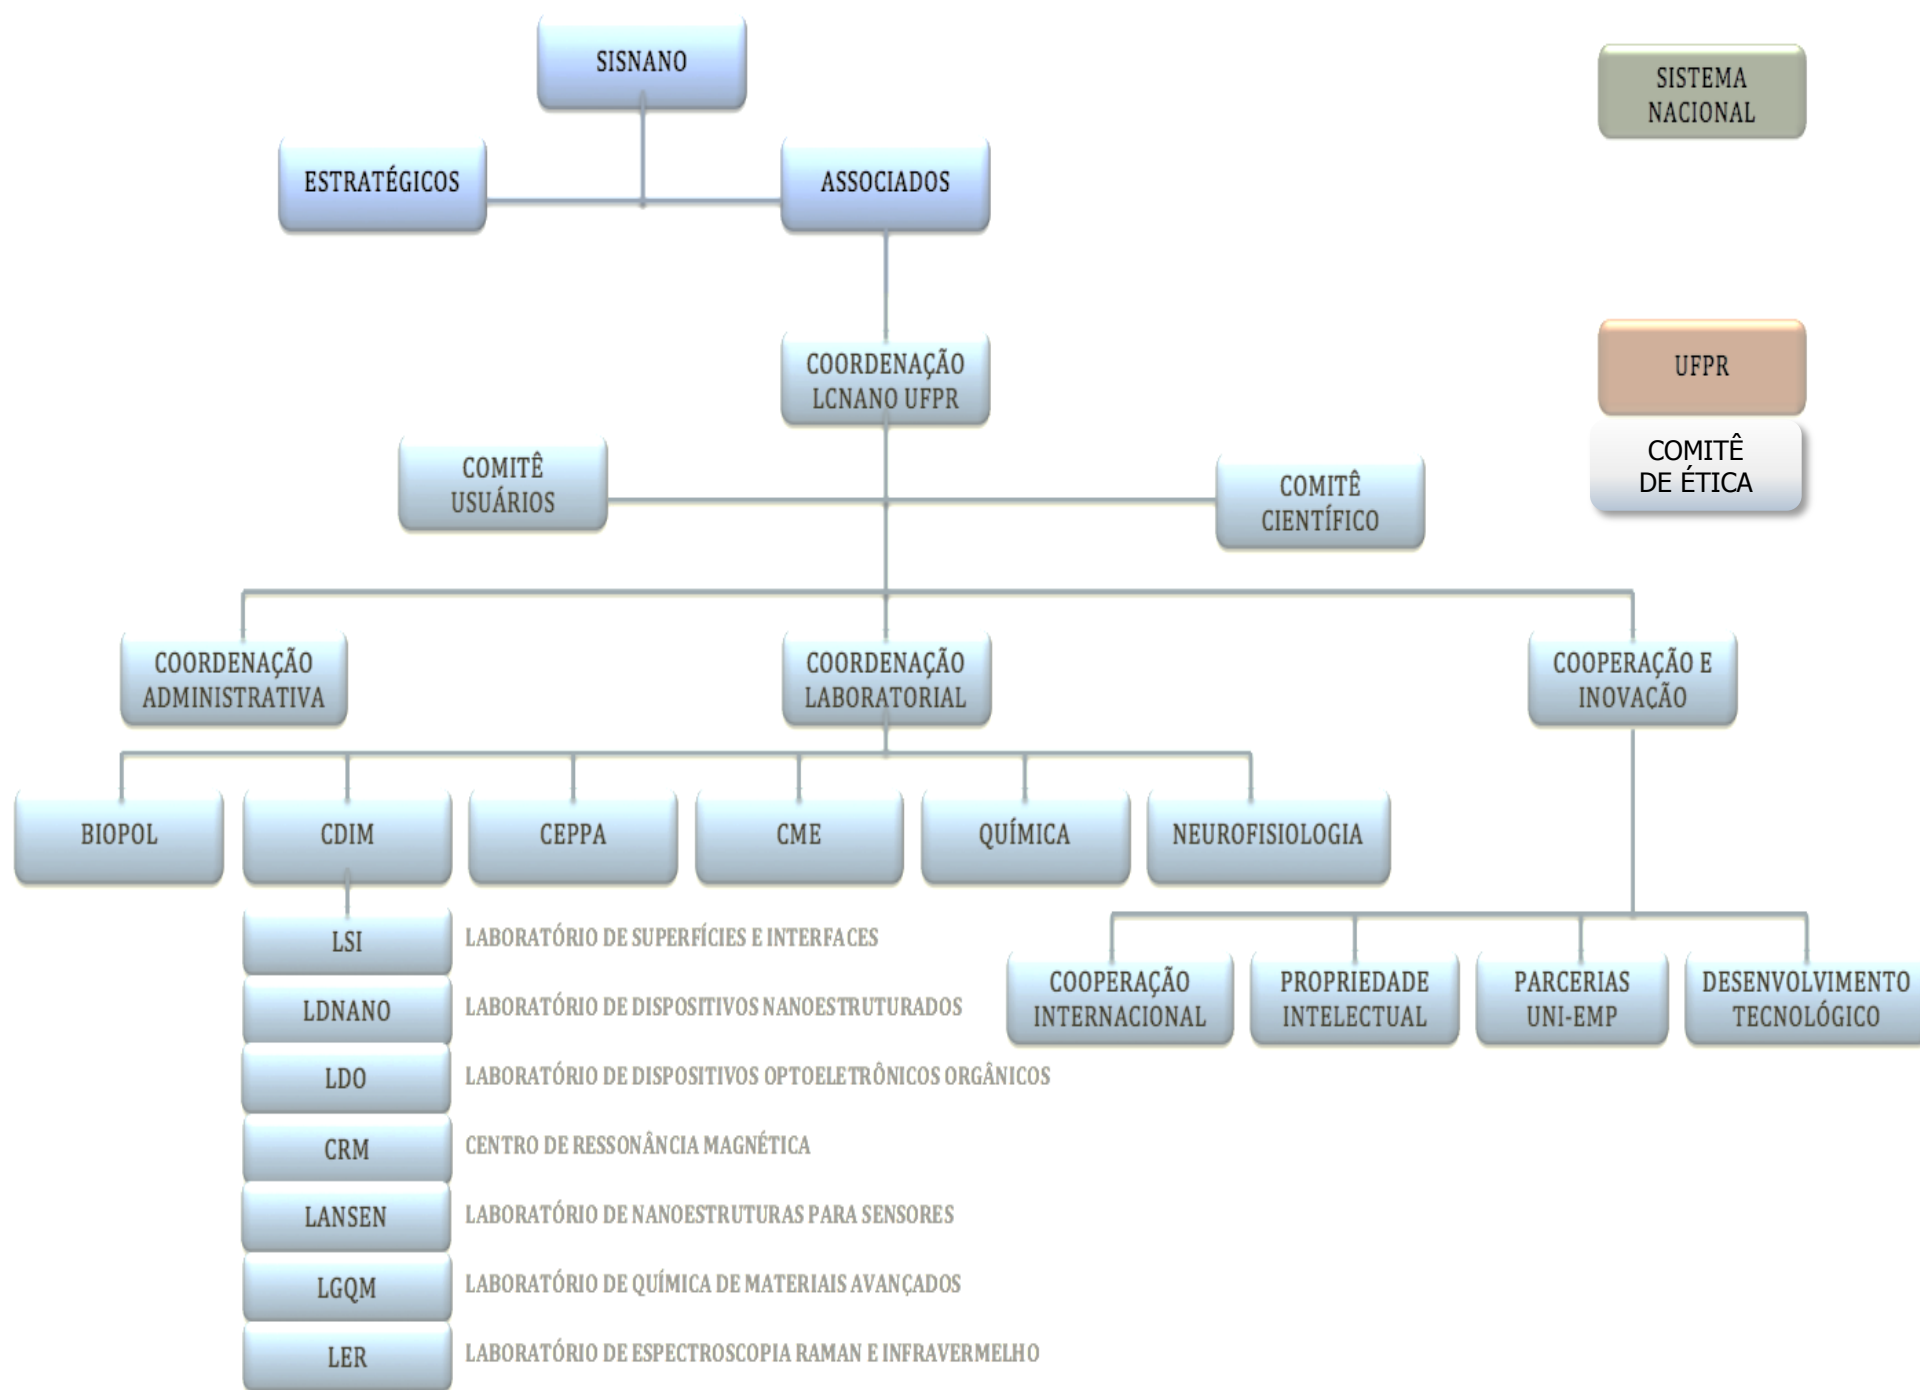 SISNANO
SISTEMA
NACIONAL
ESTRATÉGICOS
ASSOCIADOS
COORDENAÇÃO
LCNANO UFPR
UFPR
COMITÊ
DE ÉTICA
COMITÊ
USUÁRIOS
COMITÊ
CIENTÍFICO
COORDENAÇÃO
ADMINISTRATIVA
COORDENAÇÃO
LABORATORIAL
COOPERAÇÃO E
INOVAÇÃO
BIOPOL
CDIM
CEPPA
CME
QUÍMICA
NEUROFISIOLOGIA
LSI LABORATÓRIO DE SUPERFÍCIES E INTERFACES
LDNANO LABORATÓRIO DE DISPOSITIVOS NANOESTRUTURADOS
LDO LABORATÓRIO DE DISPOSITIVOS OPTOELETRÔNICOS ORGÂNICOS
CRM CENTRO DE RESSONÂNCIA MAGNÉTICA
LANSEN LABORATÓRIO DE NANOESTRUTURAS PARA SENSORES
LGQM LABORATÓRIO DE QUÍMICA DE MATERIAIS AVANÇADOS
LER LABORATÓRIO DE ESPECTROSCOPIA RAMAN E INFRAVERMELHO
COOPERAÇÃO
INTERNACIONAL
PROPRIEDADE
INTELECTUAL
PARCERIAS
UNI-EMP
DESENVOLVIMENTO
TECNOLÓGICO